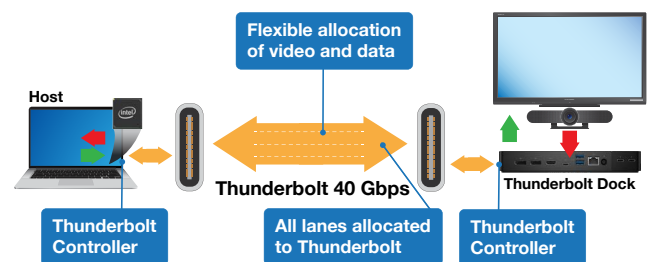 Flexible allocation
of video and data
Host
intel
Thunderbolt 40 Gbps
Thunderbolt Dock
Thunderbolt
Controller
All lanes allocated
to Thunderbolt
Thunderbolt
Controller